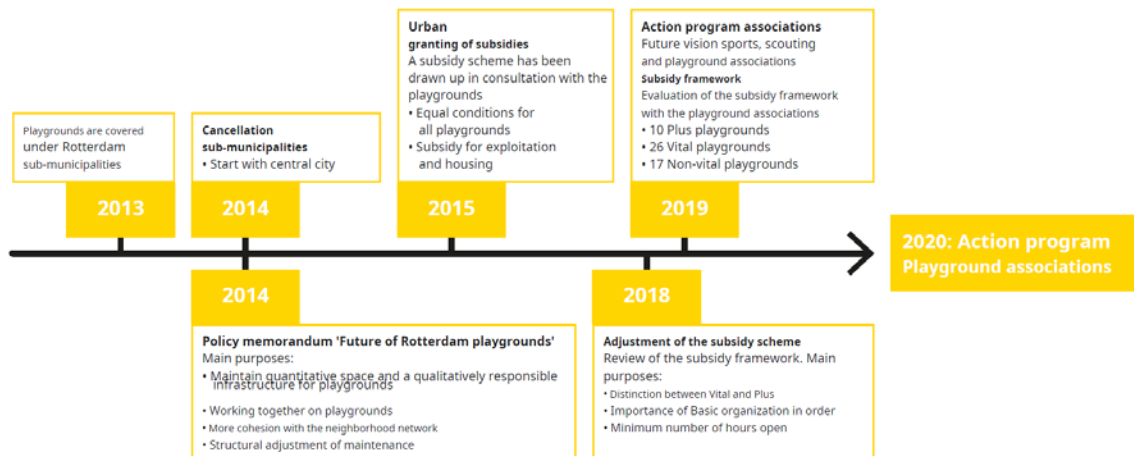 Playgrounds are covered
under Rotterdam
sub-municipalities
2013
Cancellation
sub-municipalities
• Start with central city
2014
Urban
granting of subsidies
A subsidy scheme has been
drawn up in consultation with the
playgrounds
• Equal conditions for
all playgrounds
• Subsidy for exploitation
and housing
2015
Action program associations
Future vision sports, scouting
and playground associations
Subsidy framework
Evaluation of the subsidy framework
with the playground associations
• 10 Plus playgrounds
• 26 Vital playgrounds
• 17 Non-vital playgrounds
2019
2020: Action program
Playground associations
2014
Policy memorandum 'Future of Rotterdam playgrounds'
Main purposes:
• Maintain quantitative space and a qualitatively responsible
infrastructure for playgrounds
• Working together on playgrounds
• More cohesion with the neighborhood network
• Structural adjustment of maintenance
2018
Adjustment of the subsidy scheme
Review of the subsidy framework. Main
purposes:
• Distinction between Vital and Plus
• Importance of Basic organization in order
• Minimum number of hours open